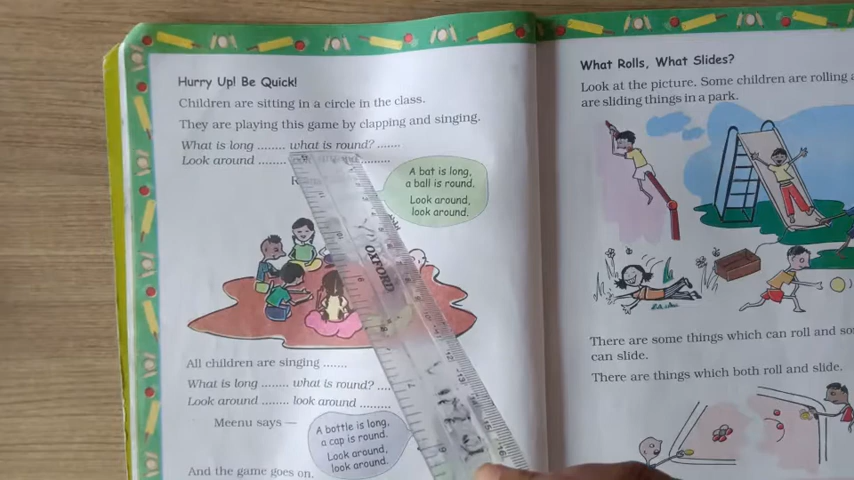 Hurry Up! Be Quick!
Children are sitting in a circle in the class.
They are playing this game by clapping and singing.
What is long ........ what is round? ......
Look around ........
A bat is long,
a ball is round.
Look around,
look around.
OXFORD
All children are singing .......
What is long ........ what is round? ....
Look around ........ look around ........
Meenu says —
A bottle is long,
a cap is round.
Look around,
look around.
And the game goes on.
What Rolls, What Slides?
Look at the picture. Some children are rolling
are sliding things in a park.
There are some things which can roll and
can slide.
There are things which both roll and slide.